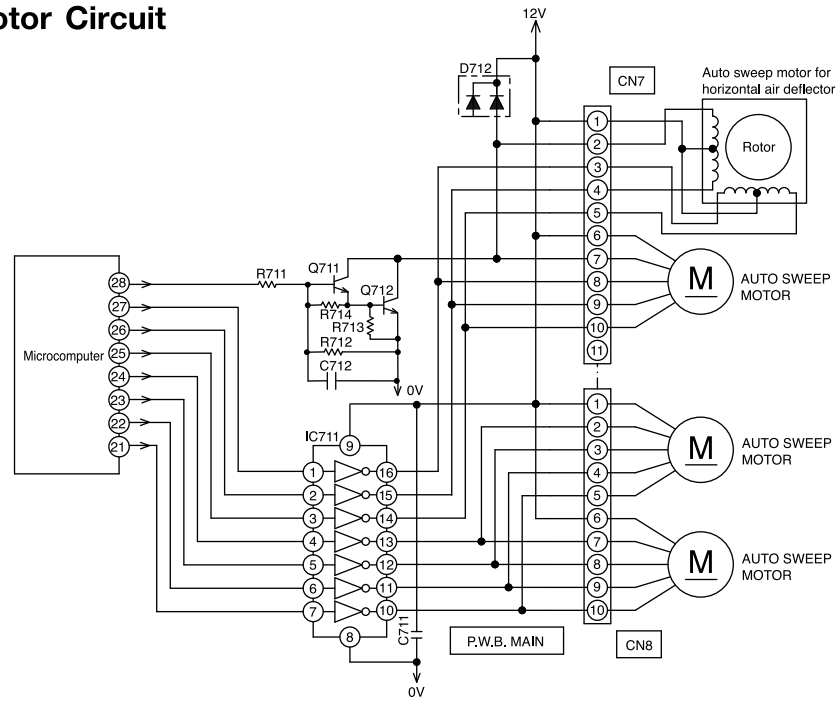 otor Circuit
12V
D712
CN7
Auto sweep motor for
horizontal air deflector
Rotor
1
2
3
4
5
6
7
8
9
10
11
M
AUTO SWEEP
MOTOR
Microcomputer
28
27
26
25
24
23
22
21
R711
Q711
Q712
R714
R713
R712
C712
0V
IC711
9
1
2
3
4
5
6
7
16
15
14
13
12
11
10
8
C711
0V
1
2
3
4
5
6
7
8
9
10
M
AUTO SWEEP
MOTOR
M
AUTO SWEEP
MOTOR
P.W.B. MAIN
CN8